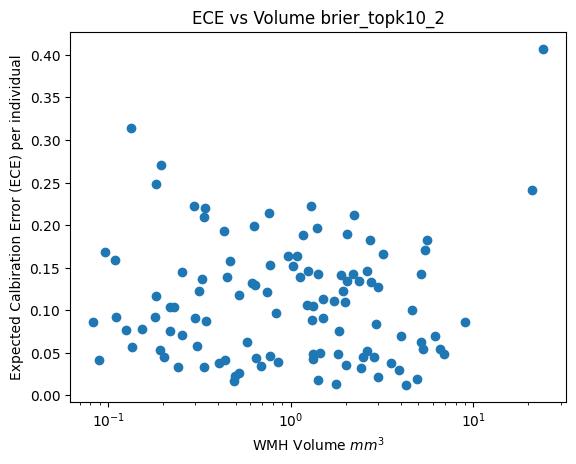 ECE vs Volume brier_topk10_2
Expected Calbiration Error (ECE) per individual
0.40
0.35
0.30
0.25
0.20
0.15
0.10
0.05
0.00
10⁻¹ 10⁰ 10¹
WMH Volume mm³